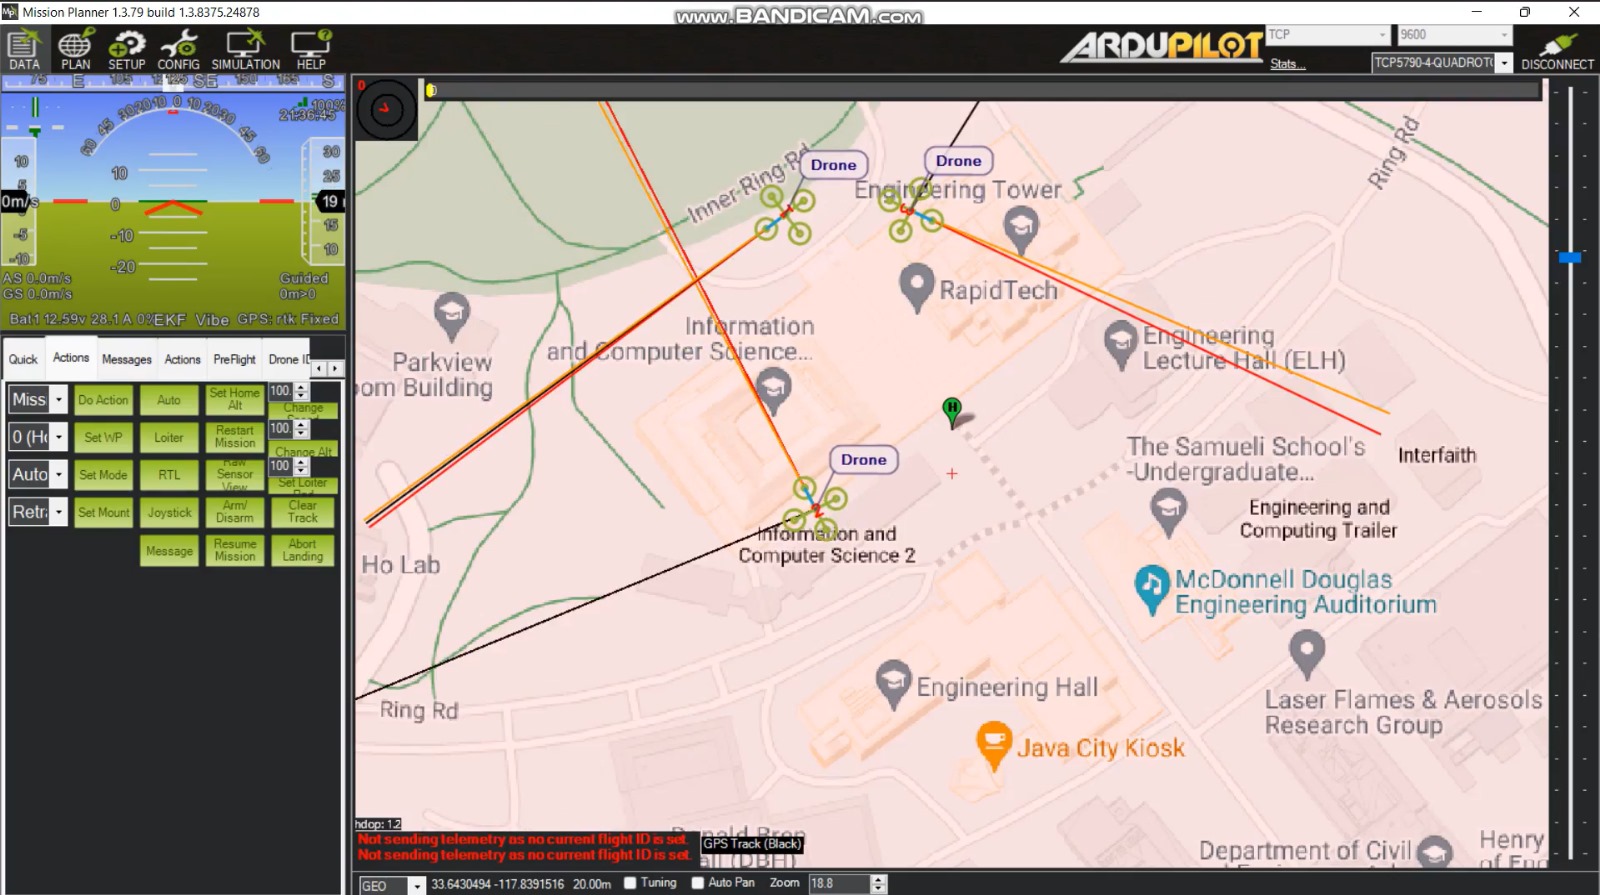 Mission Planner 1.3.79 build 1.3.8375.24878
www.BANDICAM.com
DATA
PLAN
SETUP
CONFIG
SIMULATION
HELP
ARDUPILOT
TCP
9600
Stats...
TCP5790-4-QUADROT
DISCONNECT
75 E 105 SE 150 165 S
100%
21:36:45
60 45 30 20 10 0 10 20 30 45 60
10
5
0m/s
-5
-10
10
0
-10
-20
30
25
19
15
10
AS 0.0m/s
GS 0.0m/s
Guided
0m>0
Bat1 12.59v 28.1 A 0% EKF Vibe GPS: rtk Fixed
Quick
Actions
Messages
Actions
PreFlight
Drone ID
Miss
Do Action
Auto
Set Home Alt
100.
Change
0 (Ho
Set WP
Loiter
Restart Mission
100.
Change Alt
Auto
Set Mode
RTL
Raw Sensor View
100
Set Loiter Rad
Retra
Set Mount
Joystick
Arm/ Disarm
Clear Track
Message
Resume Mission
Abort Landing
0
Inner Ring Rd
Drone
Drone
Engineering Tower
Ring Rd
RapidTech
Information
and Computer Science...
Parkview
om Building
Engineering
Lecture Hall (ELH)
H
Drone
The Samueli School's
-Undergraduate...
Interfaith
Engineering and
Computing Trailer
Information and
Computer Science 2
Ho Lab
McDonnell Douglas
Engineering Auditorium
Engineering Hall
Ring Rd
Laser Flames & Aerosols
Research Group
Java City Kiosk
hdop: 1.2
Not sending telemetry as no current flight ID is set.
Not sending telemetry as no current flight ID is set.
GPS Track (Black)
Donald Bren
(DBH)
Department of Civil
Henry
of Eng
GEO
33.6430494 -117.8391516 20.00m
Tuning
Auto Pan
Zoom
18.8